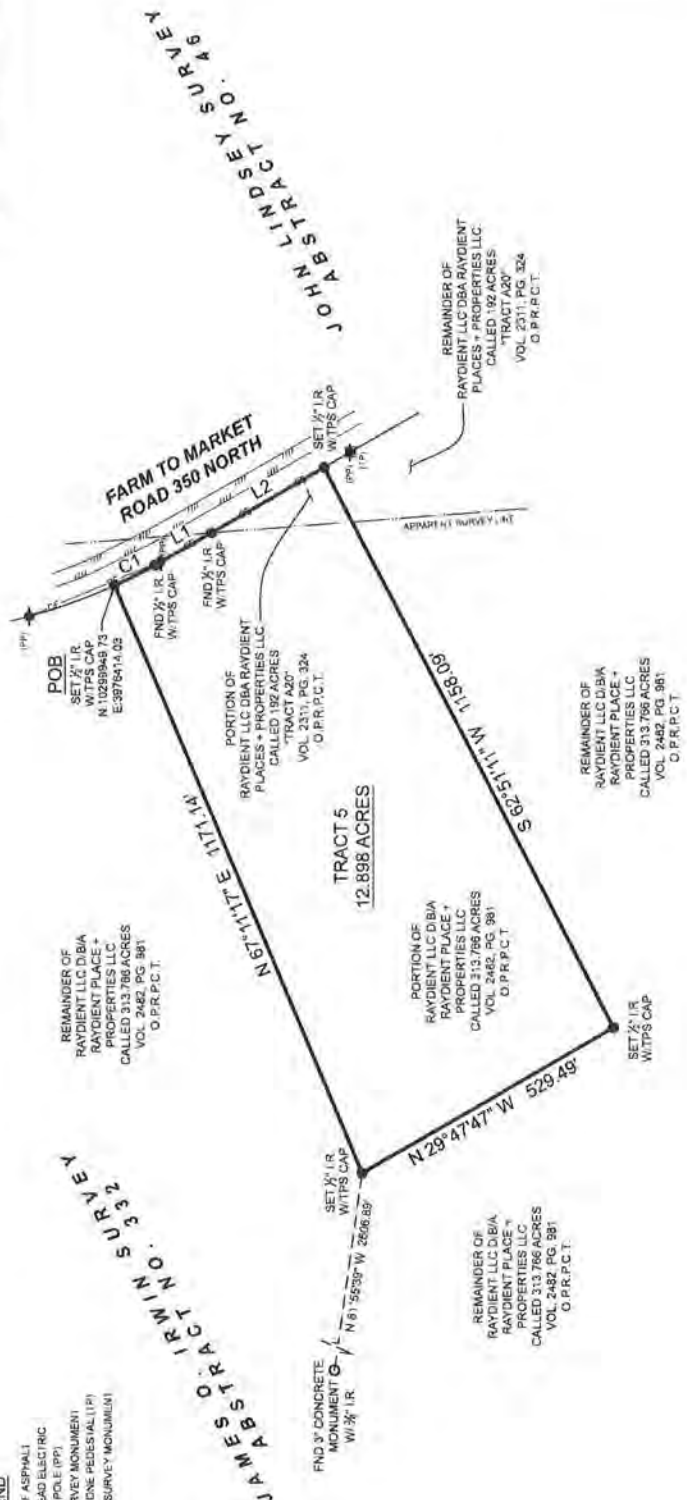 F ASPHALT
AD ELECTRIC
POLE (PP)
RVEY MONUMENT
ONE PEDESTAL (TP)
SURVEY MONUMENT
JAMES O. IRWIN SURVEY
ABSTRACT NO. 332
JOHN LINDSEY SURVEY
ABSTRACT NO. 46
(PP)
POB
SET ½" I.R.
W/TPS CAP
N:10299949.73
E:3976414.03
FARM TO MARKET
ROAD 350 NORTH
C1
L1
L2
(PP)
FND ½" I.R.
W/TPS CAP
FND ½" I.R.
W/TPS CAP
SET ½" I.R.
W/TPS CAP
(PP)
(TP)
APPARENT SURVEY LINE
REMAINDER OF
RAYDIENT LLC DBA RAYDIENT
PLACES + PROPERTIES LLC
CALLED 192 ACRES
"TRACT A20"
VOL. 2311, PG. 324
O.P.R.P.C.T.
PORTION OF
RAYDIENT LLC DBA RAYDIENT
PLACES + PROPERTIES LLC
CALLED 192 ACRES
"TRACT A20"
VOL. 2311, PG. 324
O.P.R.P.C.T.
REMAINDER OF
RAYDIENT LLC D/B/A
RAYDIENT PLACE +
PROPERTIES LLC
CALLED 313.766 ACRES
VOL. 2482, PG. 981
O.P.R.P.C.T.
N 67°11'17" E 1171.14'
TRACT 5
12.898 ACRES
PORTION OF
RAYDIENT LLC D/B/A
RAYDIENT PLACE +
PROPERTIES LLC
CALLED 313.766 ACRES
VOL. 2482, PG. 981
O.P.R.P.C.T.
S 62°51'11" W 1158.09'
REMAINDER OF
RAYDIENT LLC D/B/A
RAYDIENT PLACE +
PROPERTIES LLC
CALLED 313.766 ACRES
VOL. 2482, PG. 981
O.P.R.P.C.T.
SET ½" I.R.
W/TPS CAP
N 29°47'47" W 529.49'
SET ½" I.R.
W/TPS CAP
N 81°55'39" W 2606.89'
FND 3" CONCRETE
MONUMENT
W/ ⅜" I.R.
REMAINDER OF
RAYDIENT LLC D/B/A
RAYDIENT PLACE +
PROPERTIES LLC
CALLED 313.766 ACRES
VOL. 2482, PG. 981
O.P.R.P.C.T.